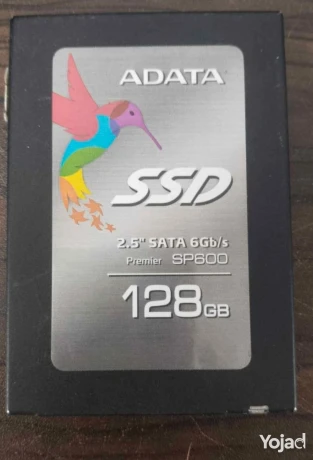 ADATA
SSD
2.5" SATA 6Gb/s
Premier SP600
128GB
Yojad